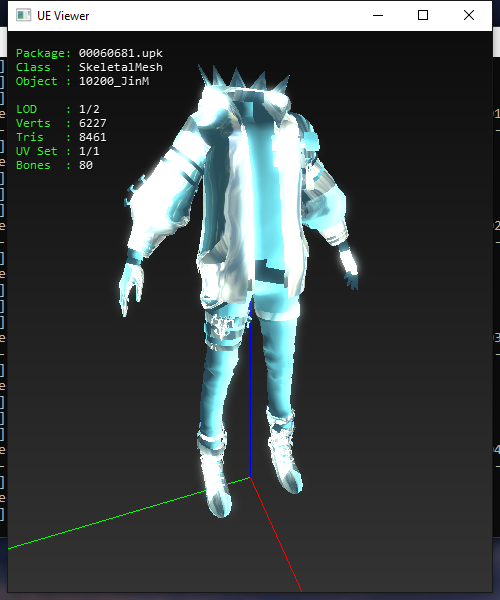 UE Viewer
Package: 00060681.upk
Class : SkeletalMesh
Object : 10200_JinM
LOD : 1/2
Verts : 6227
Tris : 8461
UV Set : 1/1
Bones : 80